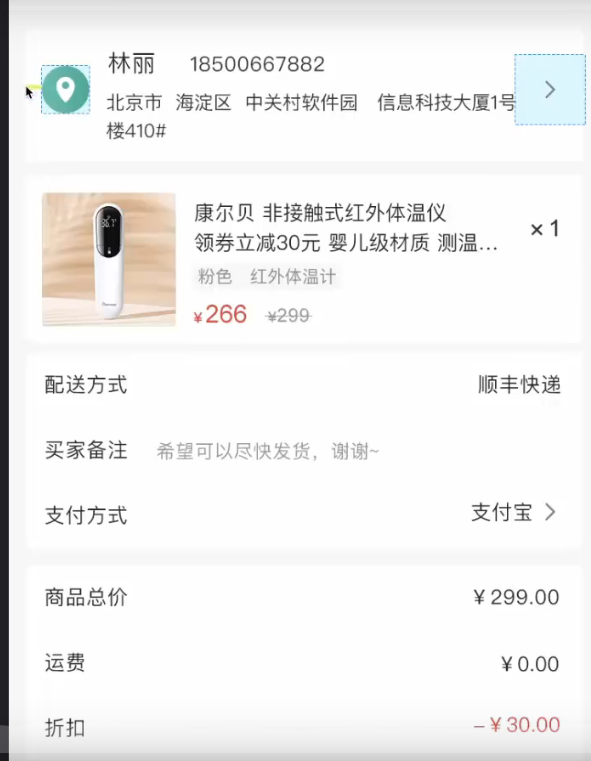 林丽 18500667882
北京市 海淀区 中关村软件园 信息科技大厦1号
楼410#
康尔贝 非接触式红外体温仪
领券立减30元 婴儿级材质 测温...
×1
粉色 红外体温计
¥266 ¥299
配送方式 顺丰快递
买家备注 希望可以尽快发货，谢谢~
支付方式 支付宝
商品总价 ¥299.00
运费 ¥0.00
折扣 –¥30.00